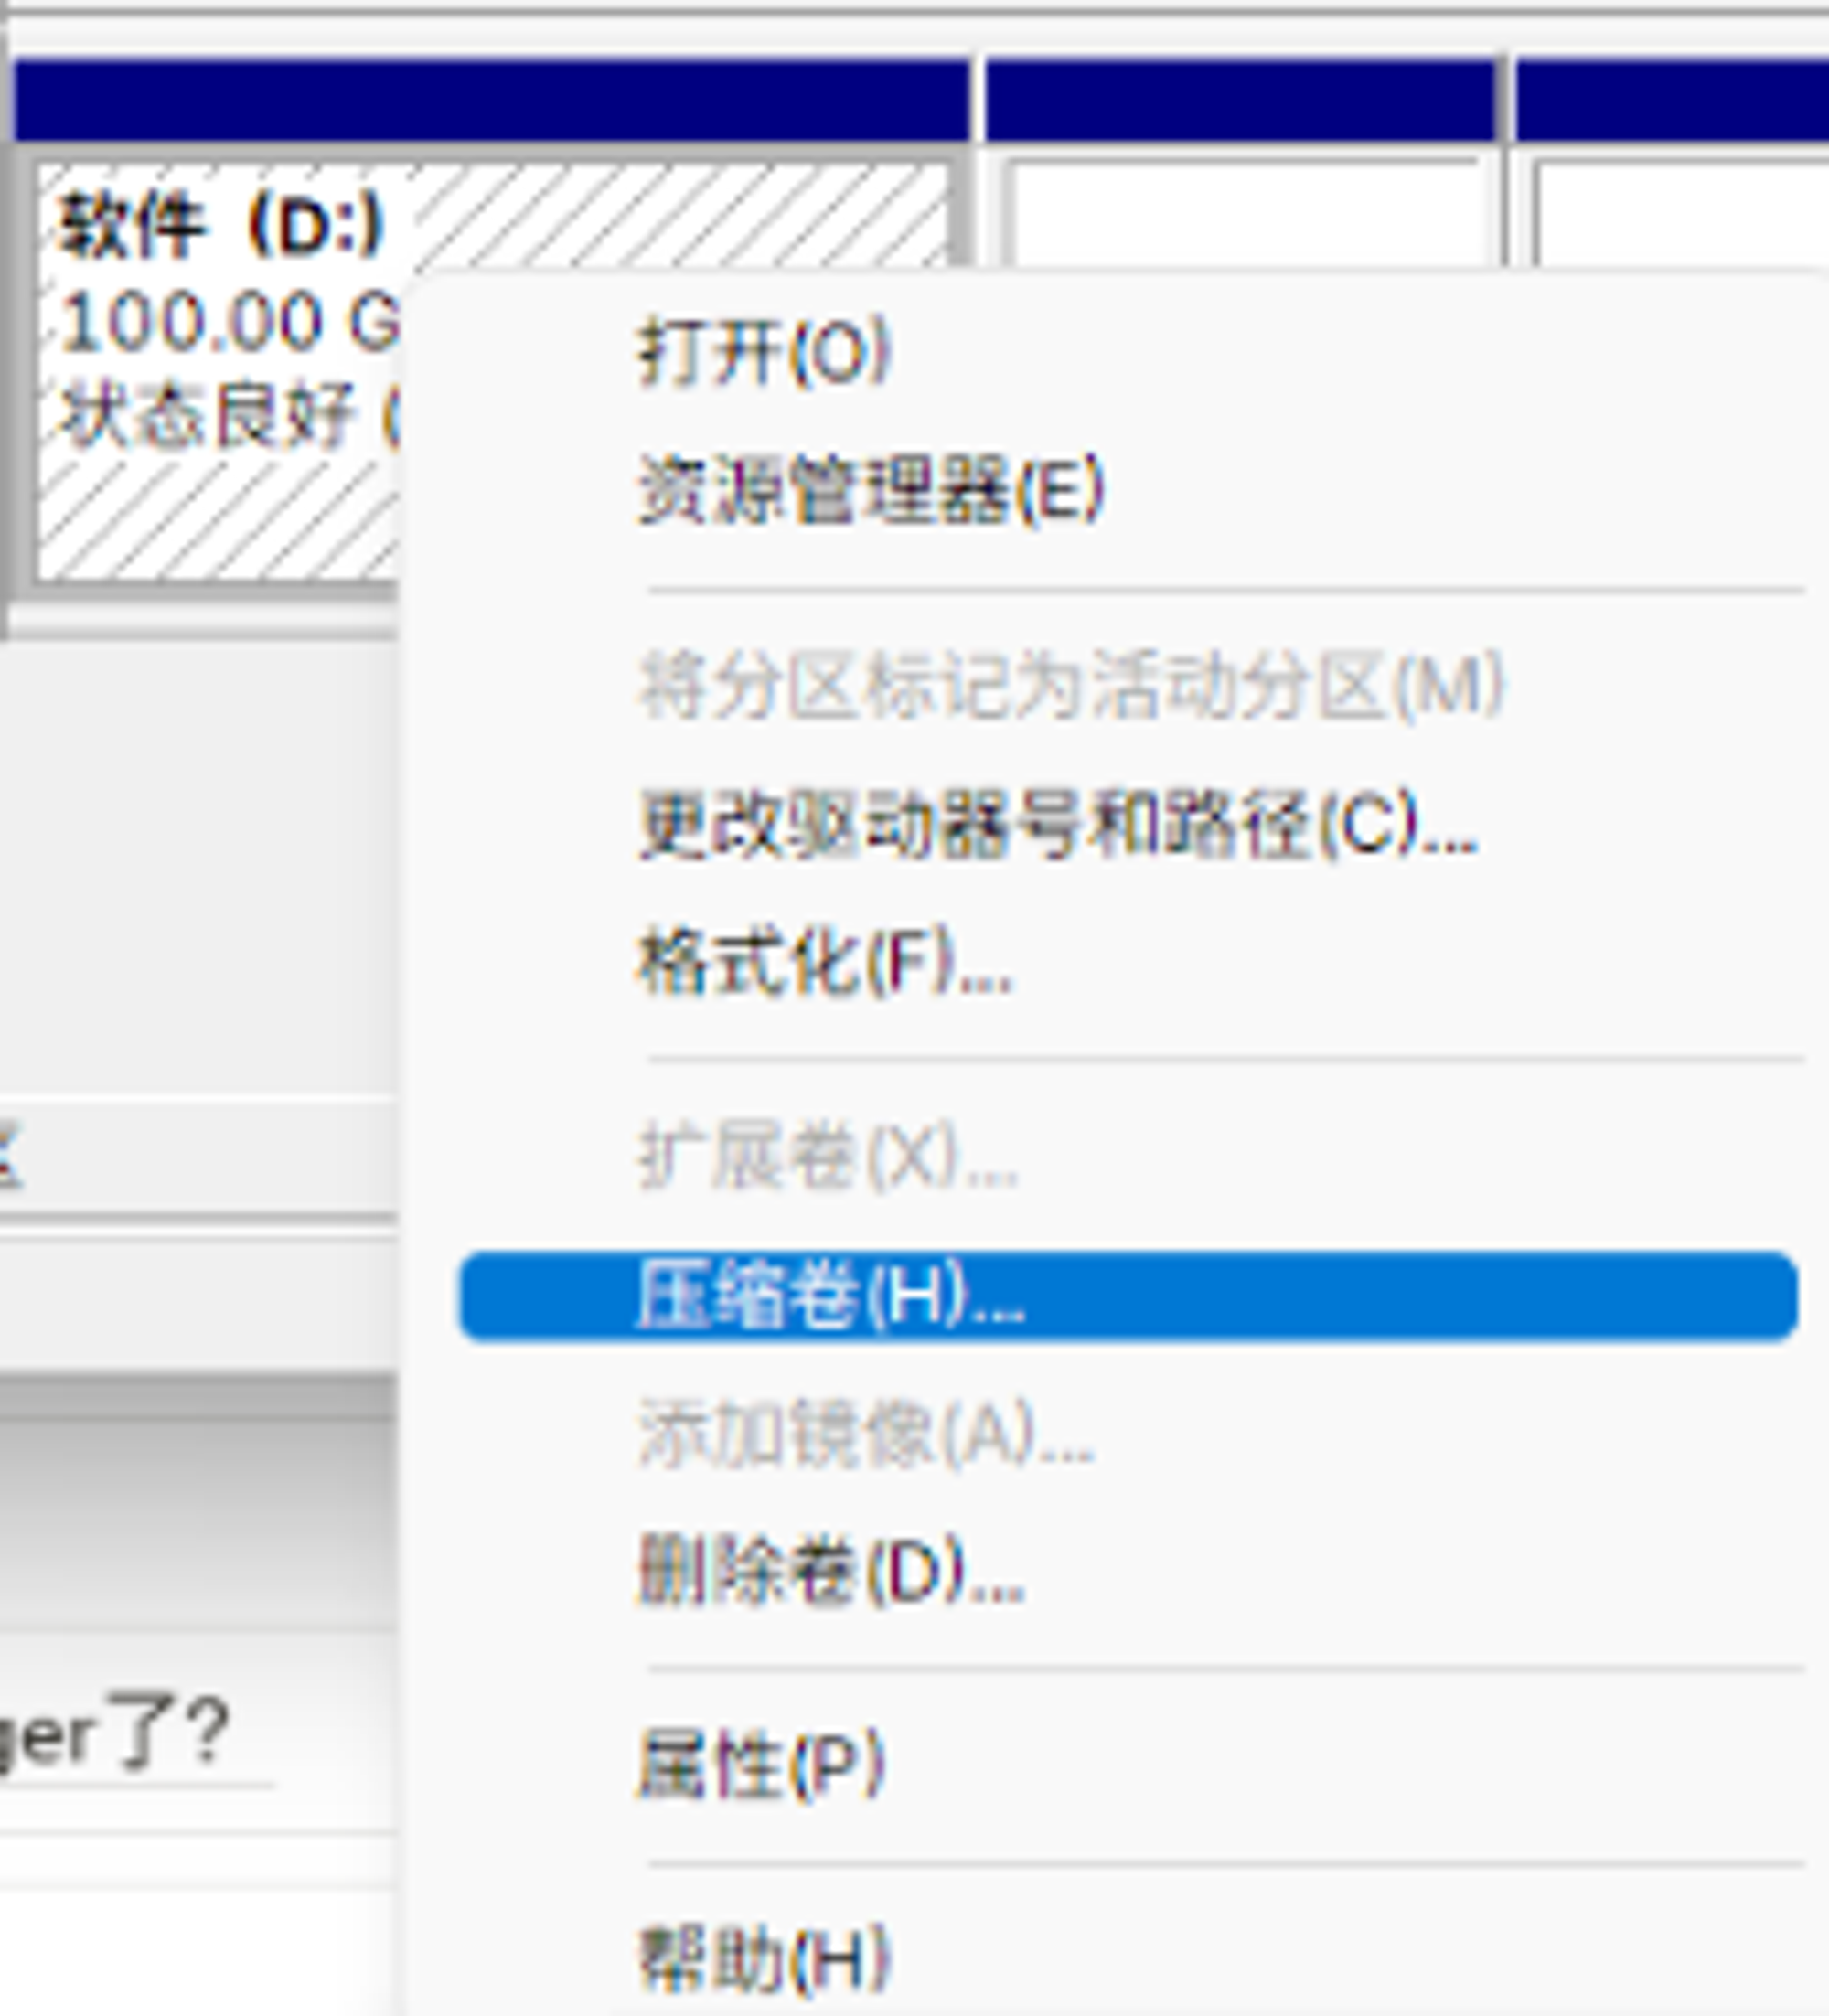 软件 (D:)
100.00 G
状态良好 (
打开(O)
资源管理器(E)
将分区标记为活动分区(M)
更改驱动器号和路径(C)...
格式化(F)...
扩展卷(X)...
压缩卷(H)...
添加镜像(A)...
删除卷(D)...
ger了?
属性(P)
帮助(H)